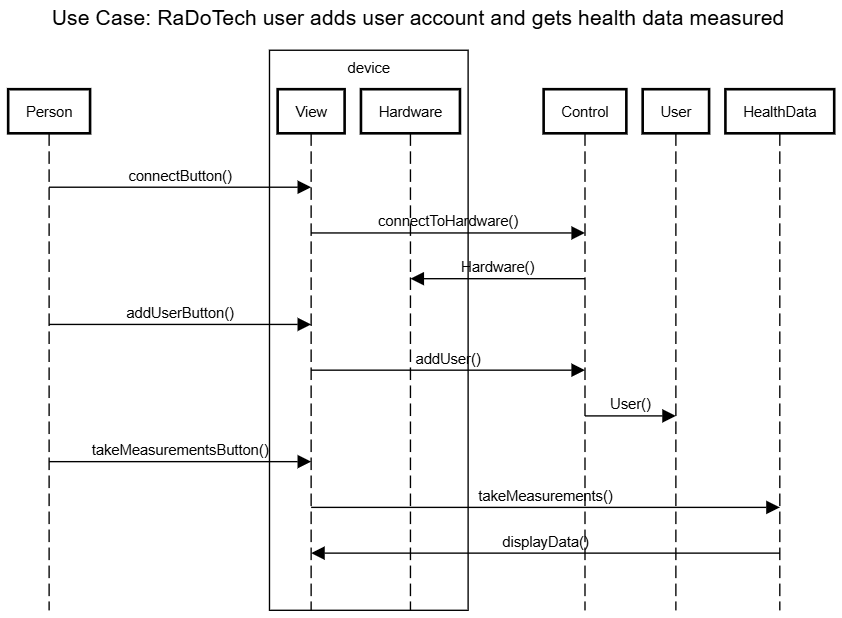 Use Case: RaDoTech user adds user account and gets health data measured
device
Person
View
Hardware
Control
User
HealthData
connectButton()
connectToHardware()
Hardware()
addUserButton()
addUser()
User()
takeMeasurementsButton()
takeMeasurements()
displayData()